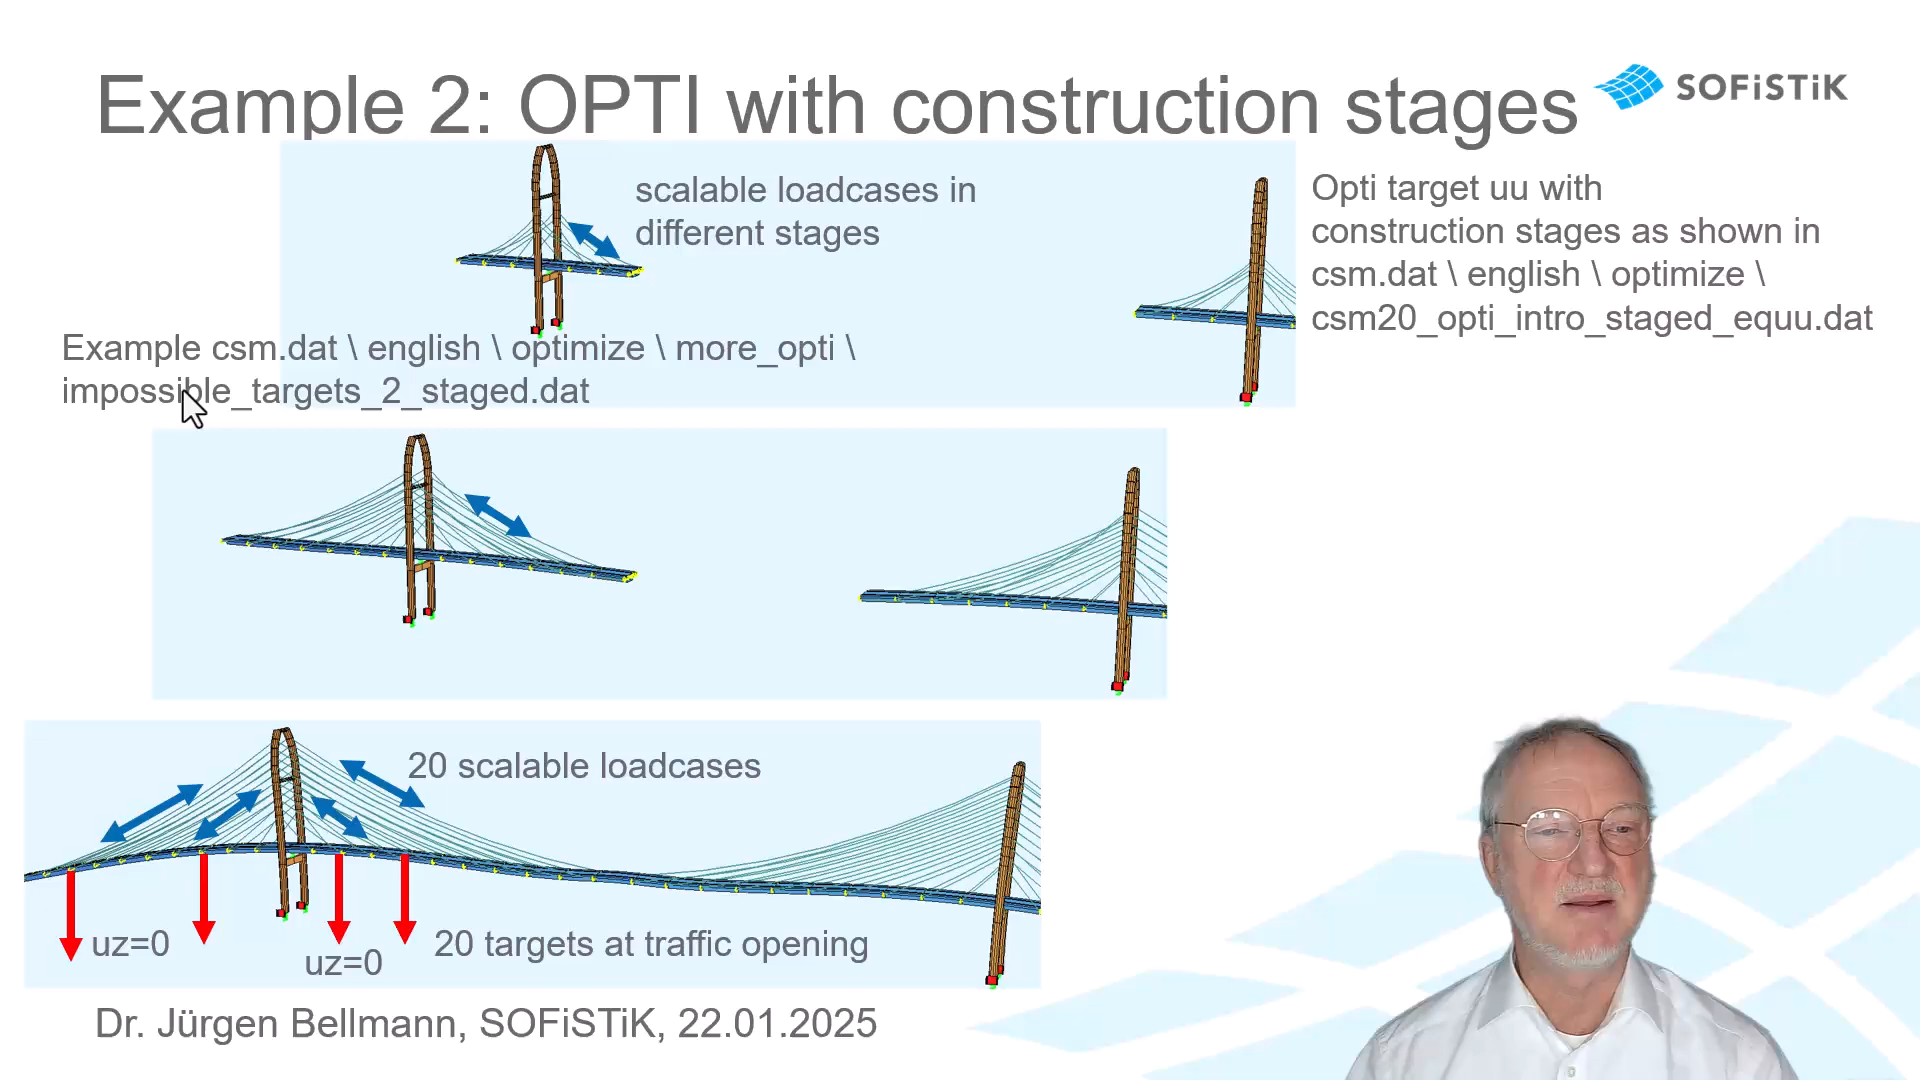 Example 2: OPTI with construction stages
SOFiSTiK
scalable loadcases in
different stages
Opti target uu with
construction stages as shown in
csm.dat \ english \ optimize \
csm20_opti_intro_staged_equu.dat
Example csm.dat \ english \ optimize \ more_opti \
impossible_targets_2_staged.dat
20 scalable loadcases
uz=0
uz=0
20 targets at traffic opening
Dr. Jürgen Bellmann, SOFiSTiK, 22.01.2025